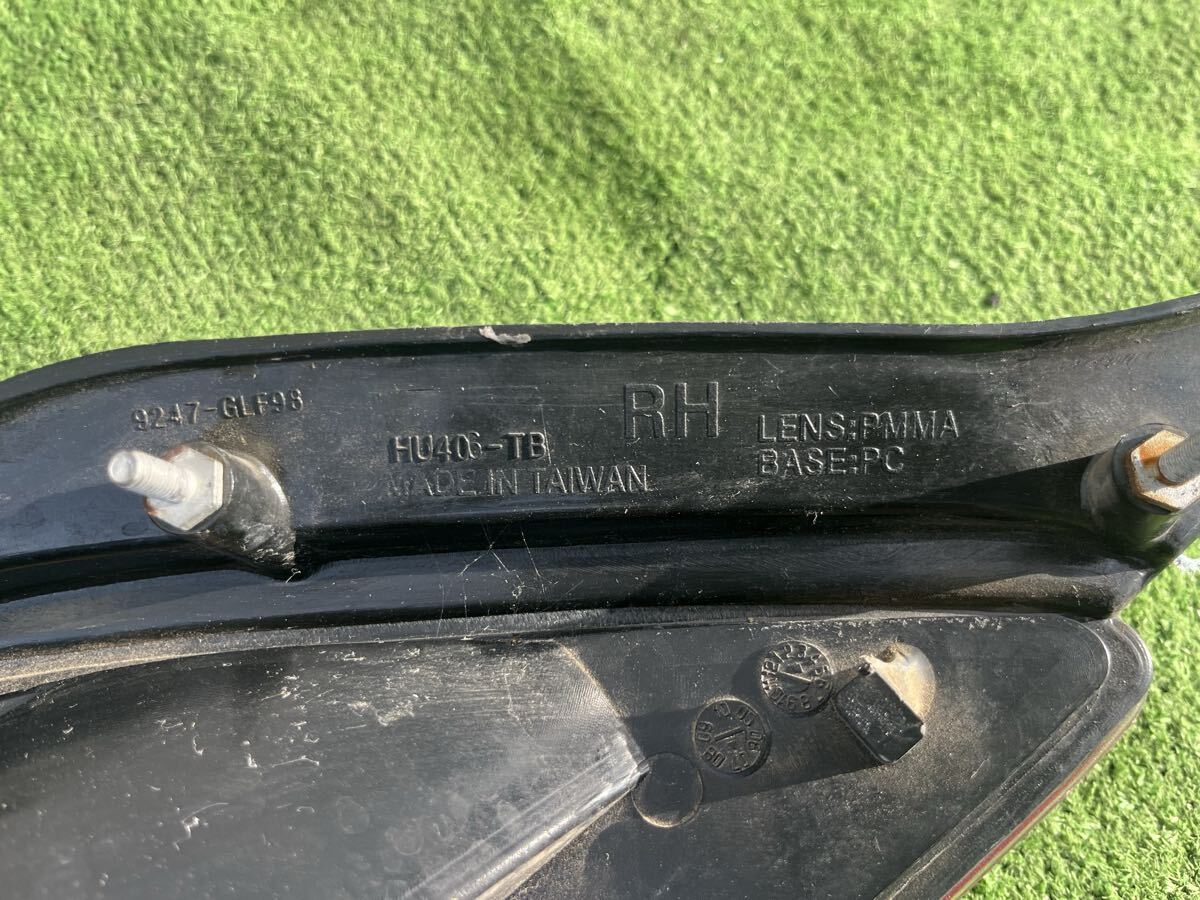 9247-GLF98
HU406-TB
MADE IN TAIWAN
RH
LENS:PMMA
BASE:PC